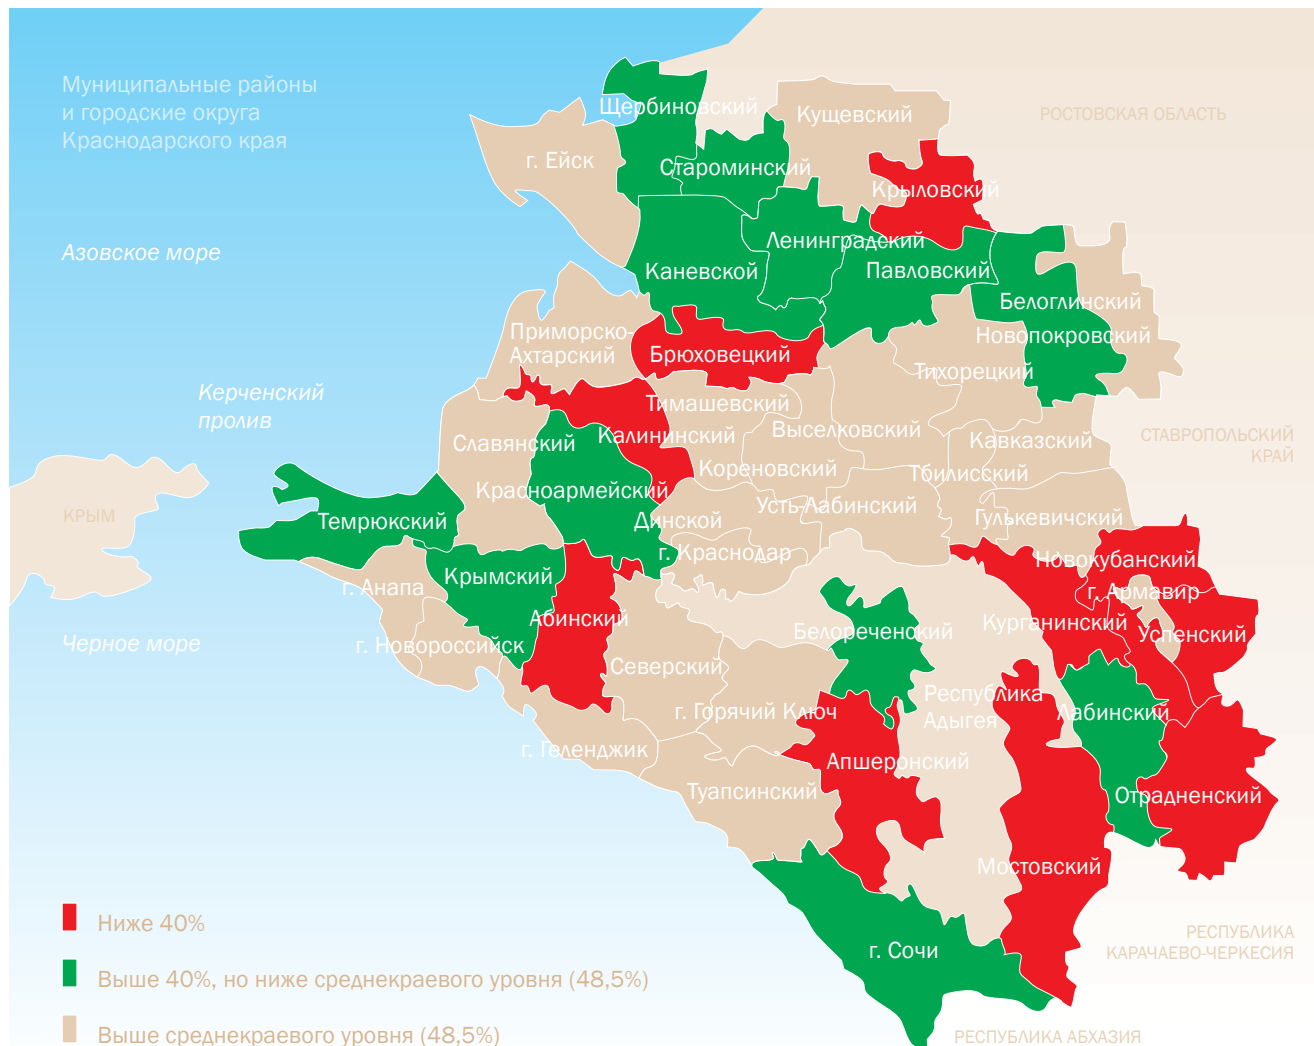 Муниципальные районы
и городские округа
Краснодарского края
Азовское море
Керченский
пролив
Черное море
КРЫМ
РОСТОВСКАЯ ОБЛАСТЬ
СТАВРОПОЛЬСКИЙ
КРАЙ
РЕСПУБЛИКА
КАРАЧАЕВО-ЧЕРКЕСИЯ
РЕСПУБЛИКА АБХАЗИЯ
Щербиновский
Кущевский
г. Ейск
Староминский
Крыловский
Ленинградский
Каневской
Павловский
Белоглинский
Приморско-
Ахтарский
Новопокровский
Брюховецкий
Тихорецкий
Тимашевский
Славянский
Калининский
Выселковский
Кавказский
Кореновский
Тбилисский
Красноармейский
Усть-Лабинский
Темрюкский
Динской
Гулькевичский
г. Краснодар
Новокубанский
Крымский
г. Анапа
г. Армавир
Абинский
Белореченский
Курганинский
Успенский
г. Новороссийск
Северский
Республика
Адыгея
г. Горячий Ключ
Лабинский
г. Геленджик
Апшеронский
Туапсинский
Отрадненский
Мостовский
г. Сочи
Ниже 40%
Выше 40%, но ниже среднекраевого уровня (48,5%)
Выше среднекраевого уровня (48,5%)